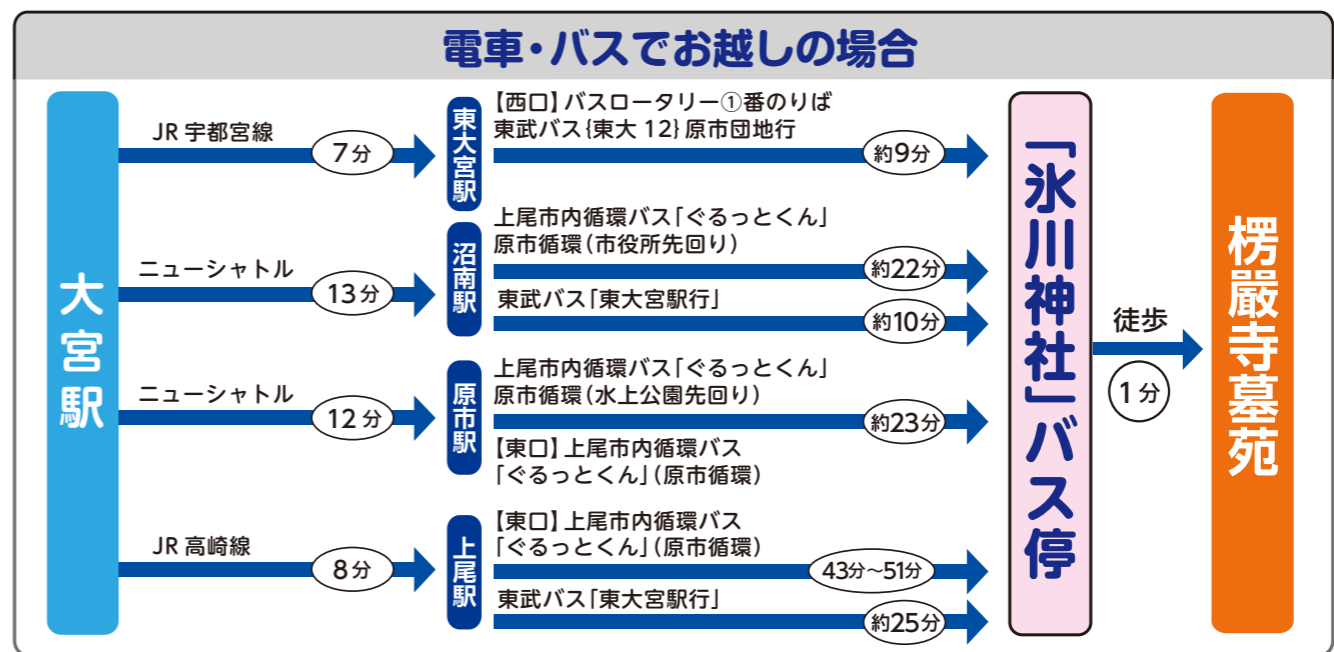 電車・バスでお越しの場合
大宮駅
JR 宇都宮線
7分
東大宮駅
【西口】バスロータリー①番のりば
東武バス{東大 12}原市団地行
約9分
ニューシャトル
13分
沼南駅
上尾市内循環バス「ぐるっとくん」
原市循環(市役所先回り)
約22分
東武バス「東大宮駅行」
約10分
ニューシャトル
12分
原市駅
上尾市内循環バス「ぐるっとくん」
原市循環(水上公園先回り)
約23分
【東口】上尾市内循環バス
「ぐるっとくん」(原市循環)
JR 高崎線
8分
上尾駅
【東口】上尾市内循環バス
「ぐるっとくん」(原市循環)
43分〜51分
東武バス「東大宮駅行」
約25分
「氷川神社」バス停
徒歩
1分
楞嚴寺墓苑